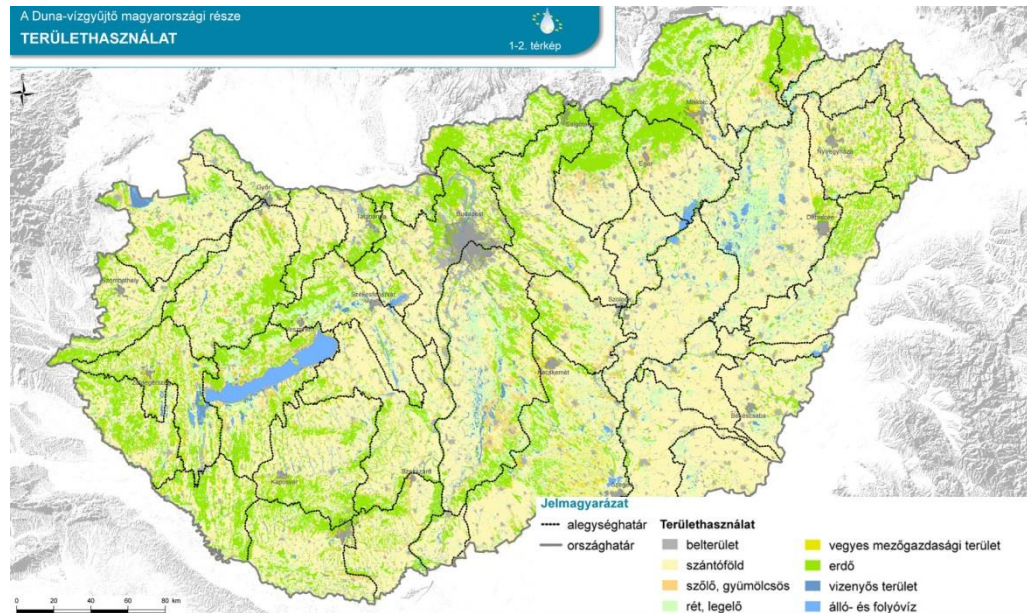 A Duna-vízgyűjtő magyarországi része
TERÜLETHASZNÁLAT
1-2. térkép
Miskolc
Eger
Nyíregyháza
Debrecen
Győr
Tatabánya
Budapest
Szombathely
Székesfehérvár
Szolnok
Zalaegerszeg
Kecskemét
Békéscsaba
Kaposvár
Szekszárd
Szeged
Jelmagyarázat
alegységhatár
országhatár
Területhasználat
belterület
szántóföld
szőlő, gyümölcsös
rét, legelő
vegyes mezőgazdasági terület
erdő
vizenyős terület
álló- és folyóvíz
0 10 20 40 60 80 km